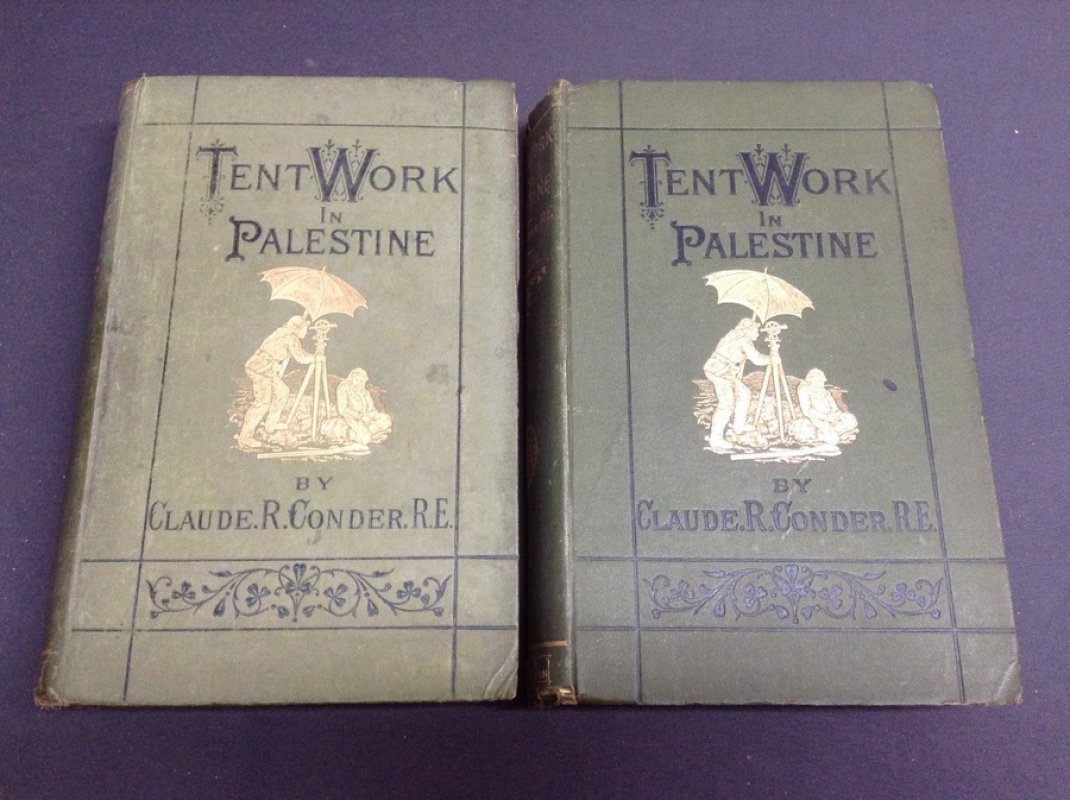 TENT WORK
IN
PALESTINE
BY
CLAUDE. R. CONDER. R.E.
TENT WORK
IN
PALESTINE
BY
CLAUDE. R. CONDER. R.E.